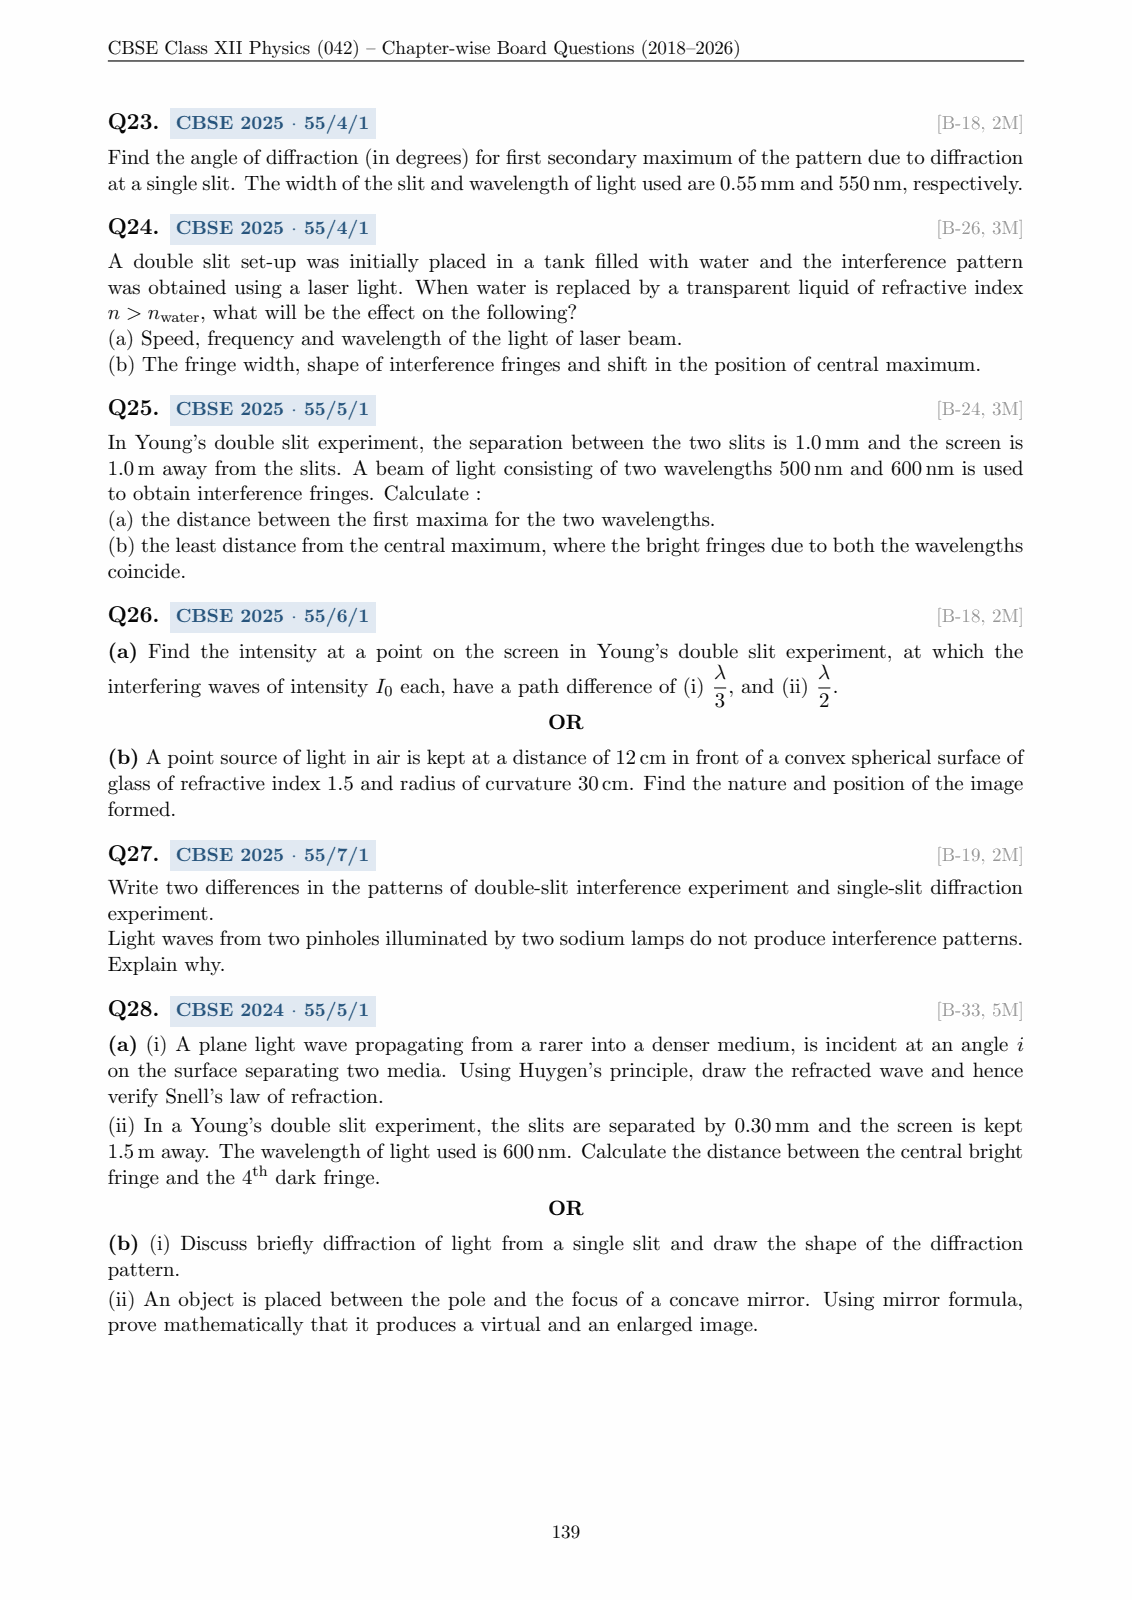 CBSE Class XII Physics (042) – Chapter-wise Board Questions (2018–2026)
Q23. CBSE 2025 · 55/4/1 [B-18, 2M]
Find the angle of diffraction (in degrees) for first secondary maximum of the pattern due to diffraction
at a single slit. The width of the slit and wavelength of light used are 0.55 mm and 550 nm, respectively.
Q24. CBSE 2025 · 55/4/1 [B-26, 3M]
A double slit set-up was initially placed in a tank filled with water and the interference pattern
was obtained using a laser light. When water is replaced by a transparent liquid of refractive index
n > n_water, what will be the effect on the following?
(a) Speed, frequency and wavelength of the light of laser beam.
(b) The fringe width, shape of interference fringes and shift in the position of central maximum.
Q25. CBSE 2025 · 55/5/1 [B-24, 3M]
In Young's double slit experiment, the separation between the two slits is 1.0 mm and the screen is
1.0 m away from the slits. A beam of light consisting of two wavelengths 500 nm and 600 nm is used
to obtain interference fringes. Calculate :
(a) the distance between the first maxima for the two wavelengths.
(b) the least distance from the central maximum, where the bright fringes due to both the wavelengths
coincide.
Q26. CBSE 2025 · 55/6/1 [B-18, 2M]
(a) Find the intensity at a point on the screen in Young's double slit experiment, at which the
interfering waves of intensity I₀ each, have a path difference of (i) λ/3, and (ii) λ/2.
OR
(b) A point source of light in air is kept at a distance of 12 cm in front of a convex spherical surface of
glass of refractive index 1.5 and radius of curvature 30 cm. Find the nature and position of the image
formed.
Q27. CBSE 2025 · 55/7/1 [B-19, 2M]
Write two differences in the patterns of double-slit interference experiment and single-slit diffraction
experiment.
Light waves from two pinholes illuminated by two sodium lamps do not produce interference patterns.
Explain why.
Q28. CBSE 2024 · 55/5/1 [B-33, 5M]
(a) (i) A plane light wave propagating from a rarer into a denser medium, is incident at an angle i
on the surface separating two media. Using Huygen's principle, draw the refracted wave and hence
verify Snell's law of refraction.
(ii) In a Young's double slit experiment, the slits are separated by 0.30 mm and the screen is kept
1.5 m away. The wavelength of light used is 600 nm. Calculate the distance between the central bright
fringe and the 4th dark fringe.
OR
(b) (i) Discuss briefly diffraction of light from a single slit and draw the shape of the diffraction
pattern.
(ii) An object is placed between the pole and the focus of a concave mirror. Using mirror formula,
prove mathematically that it produces a virtual and an enlarged image.
139